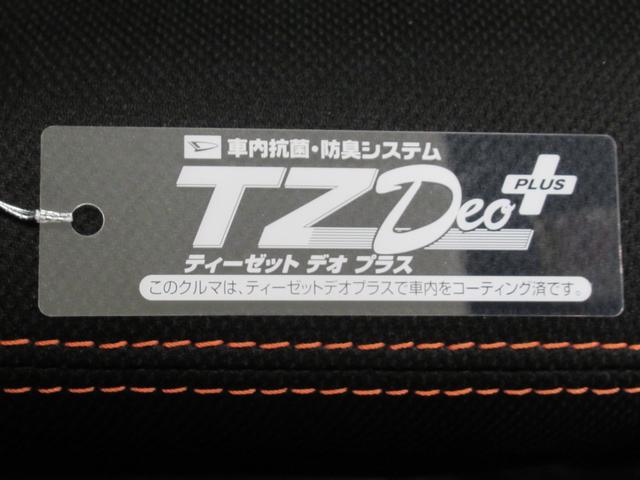 車内抗菌・防臭システム
TZDeo PLUS
ティーゼット デオ プラス
このクルマは、ティーゼットデオプラスで車内をコーティング済です。